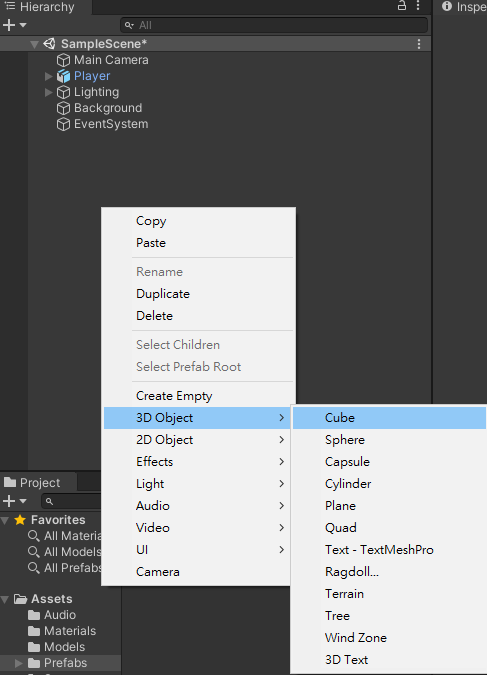 Hierarchy
Inspe
All
SampleScene*
Main Camera
Player
Lighting
Background
EventSystem
Copy
Paste
Rename
Duplicate
Delete
Select Children
Select Prefab Root
Create Empty
3D Object
2D Object
Effects
Light
Audio
Video
UI
Camera
Cube
Sphere
Capsule
Cylinder
Plane
Quad
Text - TextMeshPro
Ragdoll...
Terrain
Tree
Wind Zone
3D Text
Project
Favorites
All Materia
All Models
All Prefabs
Assets
Audio
Materials
Models
Prefabs